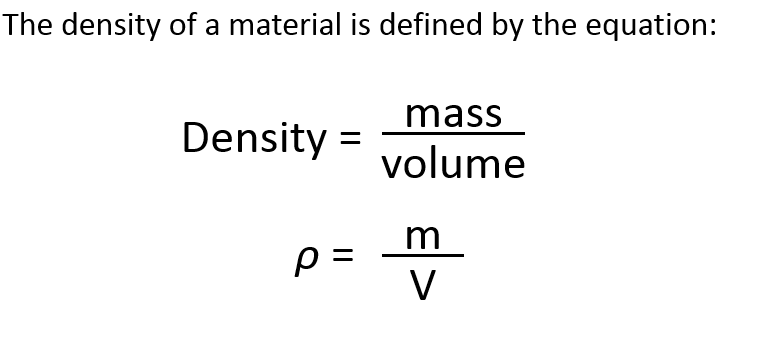 The density of a material is defined by the equation:
Density = mass
volume
ρ = m
V